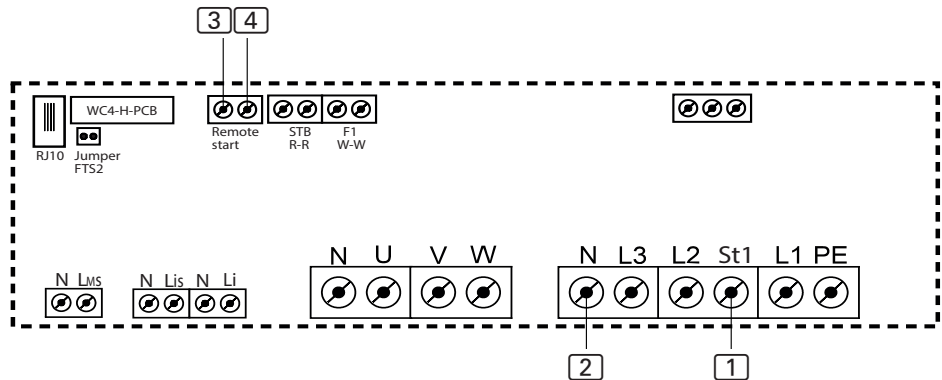 3 4
WC4-H-PCB
RJ10
Jumper
FTS2
Remote
start
STB
R-R
F1
W-W
N LMS
N Lis N Li
N U V W
N L3 L2 St1 L1 PE
2 1